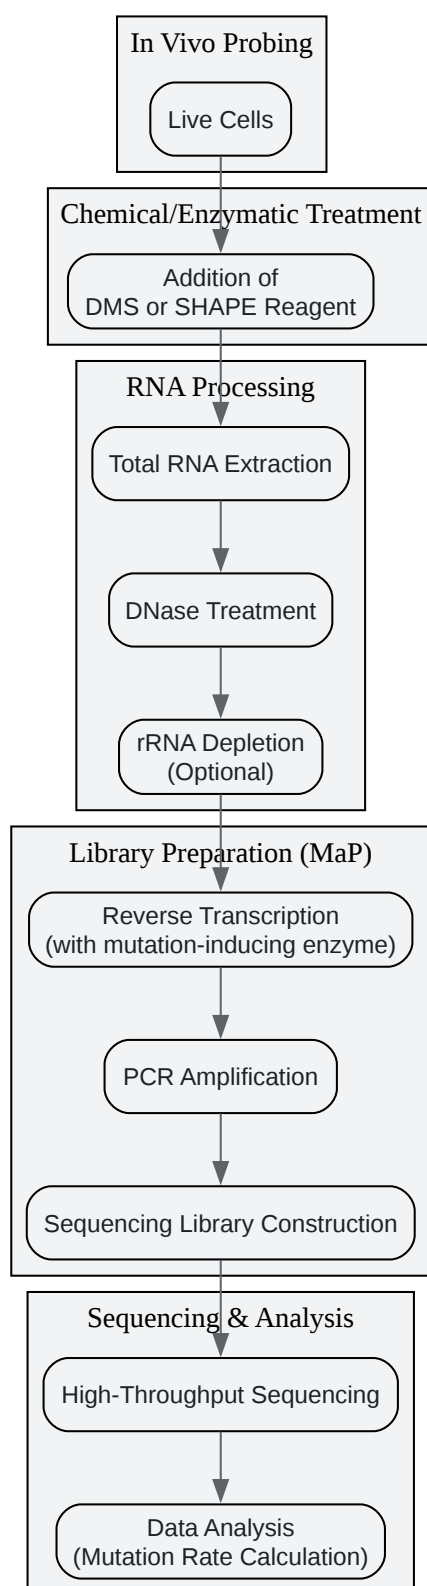 In Vivo Probing
Live Cells
Chemical/Enzymatic Treatment
Addition of
DMS or SHAPE Reagent
RNA Processing
Total RNA Extraction
DNase Treatment
rRNA Depletion
(Optional)
Library Preparation (MaP)
Reverse Transcription
(with mutation-inducing enzyme)
PCR Amplification
Sequencing Library Construction
Sequencing & Analysis
High-Throughput Sequencing
Data Analysis
(Mutation Rate Calculation)